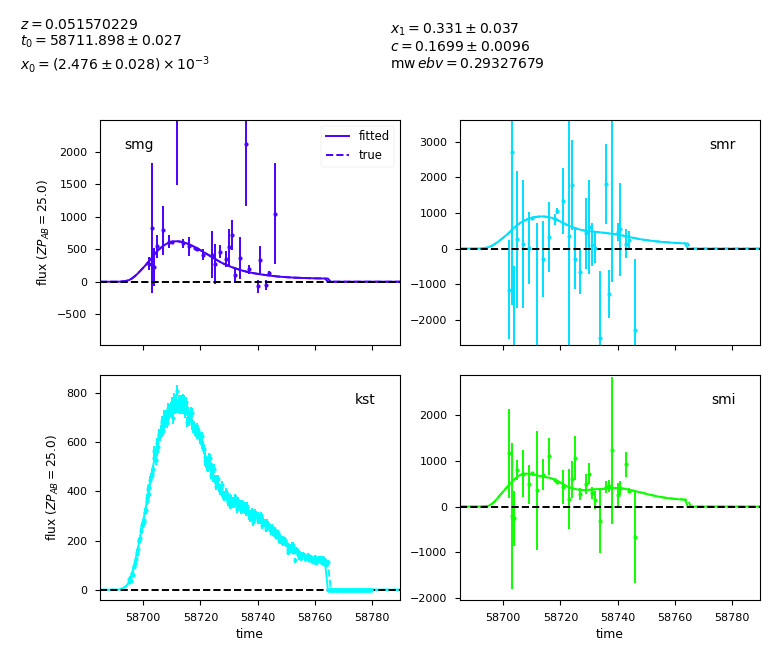 z = 0.051570229
t₀ = 58711.898 ± 0.027
x₀ = (2.476 ± 0.028) × 10⁻³
x₁ = 0.331 ± 0.037
c = 0.1699 ± 0.0096
mw ebv = 0.29327679
smg
fitted
true
2000
1500
1000
500
0
−500
flux (ZP_AB = 25.0)
smr
3000
2000
1000
0
−1000
−2000
kst
800
600
400
200
0
flux (ZP_AB = 25.0)
58700 58720 58740 58760 58780
time
smi
2000
1000
0
−1000
−2000
58700 58720 58740 58760 58780
time